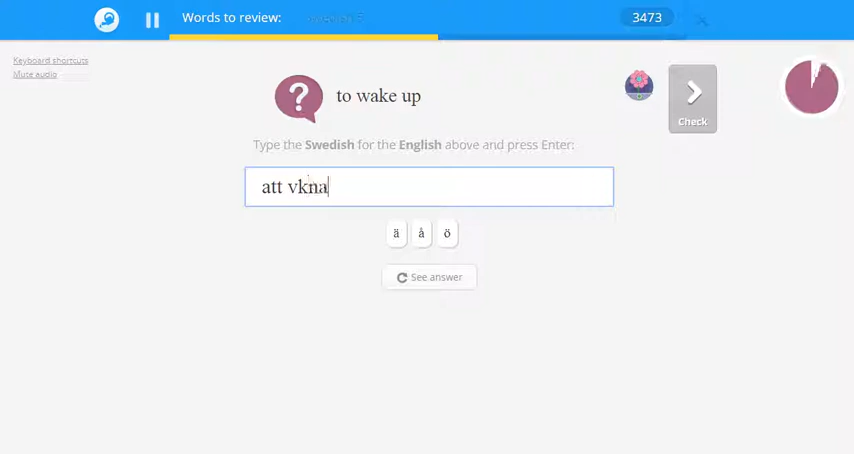 Words to review:
3473
Keyboard shortcuts
Mute audio
? to wake up
Check
Type the Swedish for the English above and press Enter:
att vkna
ä å ö
See answer